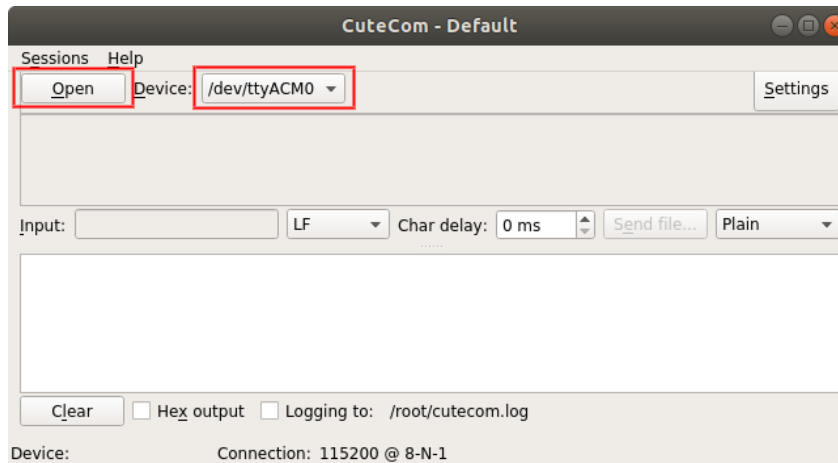 CuteCom - Default
Sessions Help
Open Device: /dev/ttyACM0 Settings
Input: LF Char delay: 0 ms Send file... Plain
Clear Hex output Logging to: /root/cutecom.log
Device: Connection: 115200 @ 8-N-1